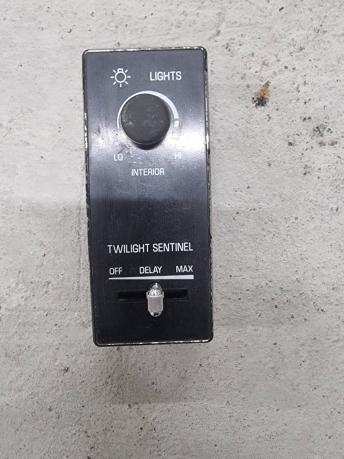 LIGHTS
LO HI
INTERIOR
TWILIGHT SENTINEL
OFF DELAY MAX